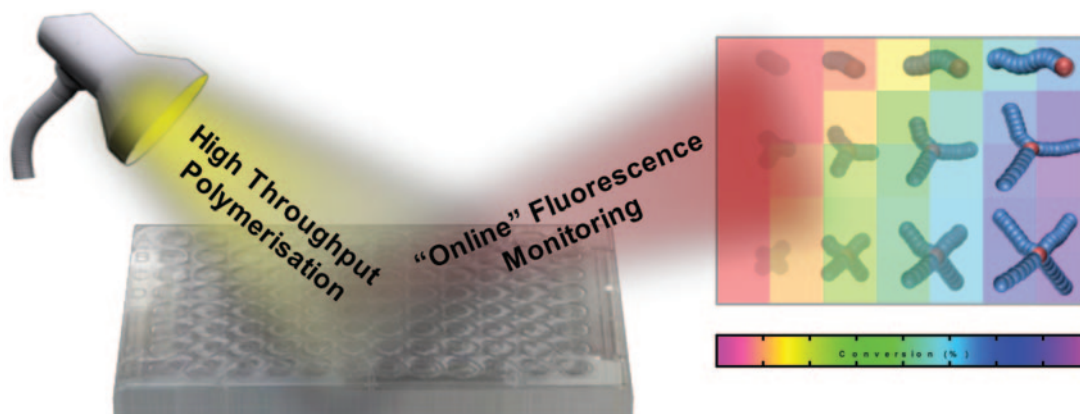 High Throughput
Polymerisation
“Online” Fluorescence
Monitoring
Conversion (%)